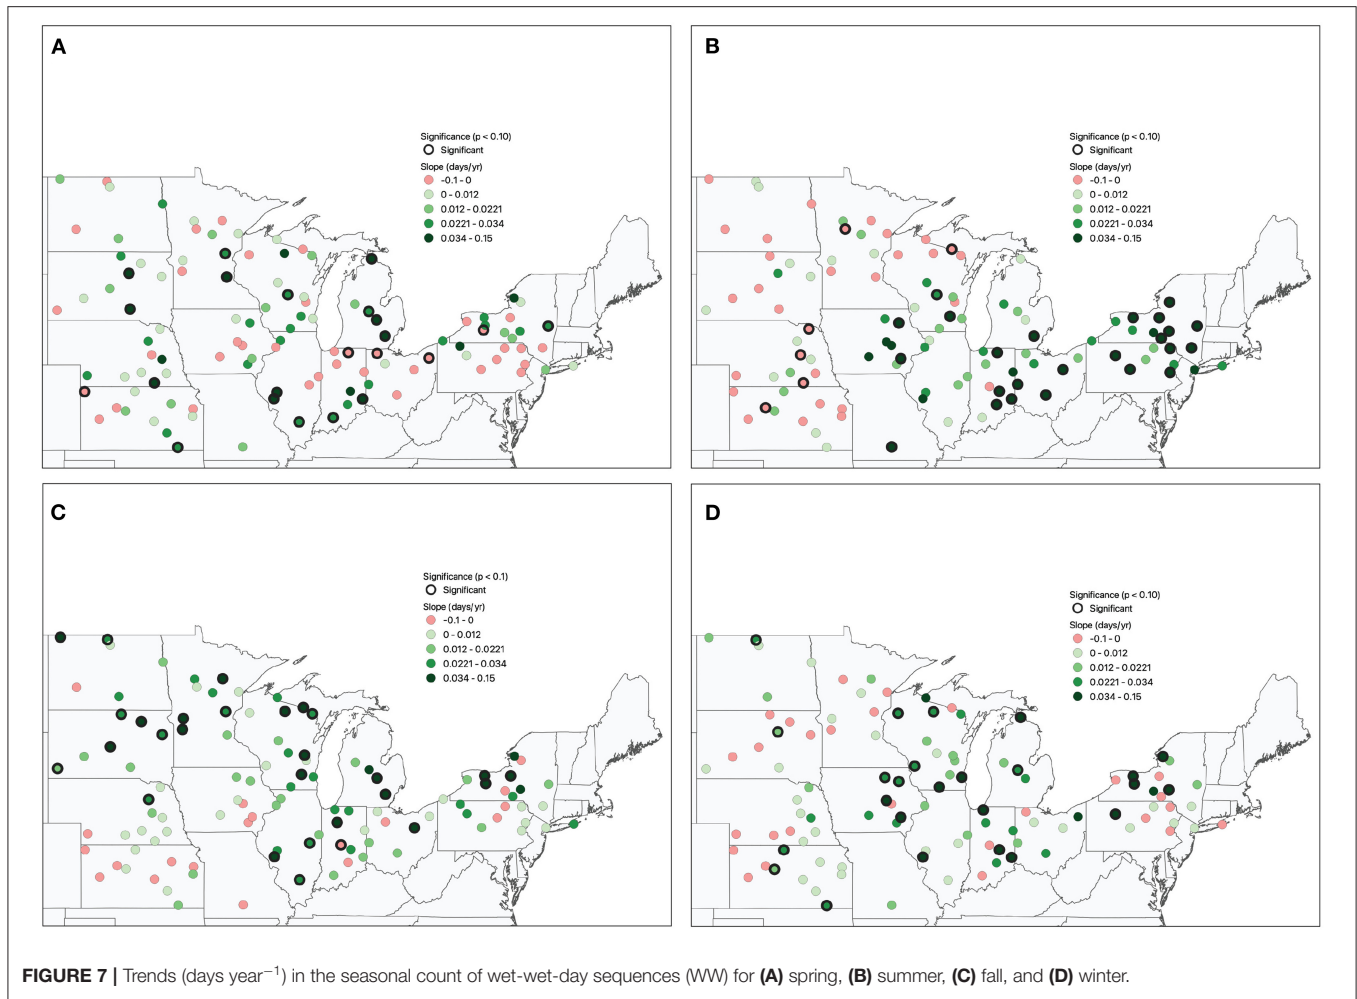 A
Significance (p < 0.10)
Significant
Slope (days/yr)
-0.1 - 0
0 - 0.012
0.012 - 0.0221
0.0221 - 0.034
0.034 - 0.15
B
Significance (p < 0.10)
Significant
Slope (days/yr)
-0.1 - 0
0 - 0.012
0.012 - 0.0221
0.0221 - 0.034
0.034 - 0.15
C
Significance (p < 0.1)
Significant
Slope (days/yr)
-0.1 - 0
0 - 0.012
0.012 - 0.0221
0.0221 - 0.034
0.034 - 0.15
D
Significance (p < 0.10)
Significant
Slope (days/yr)
-0.1 - 0
0 - 0.012
0.012 - 0.0221
0.0221 - 0.034
0.034 - 0.15
FIGURE 7 | Trends (days year⁻¹) in the seasonal count of wet-wet-day sequences (WW) for (A) spring, (B) summer, (C) fall, and (D) winter.